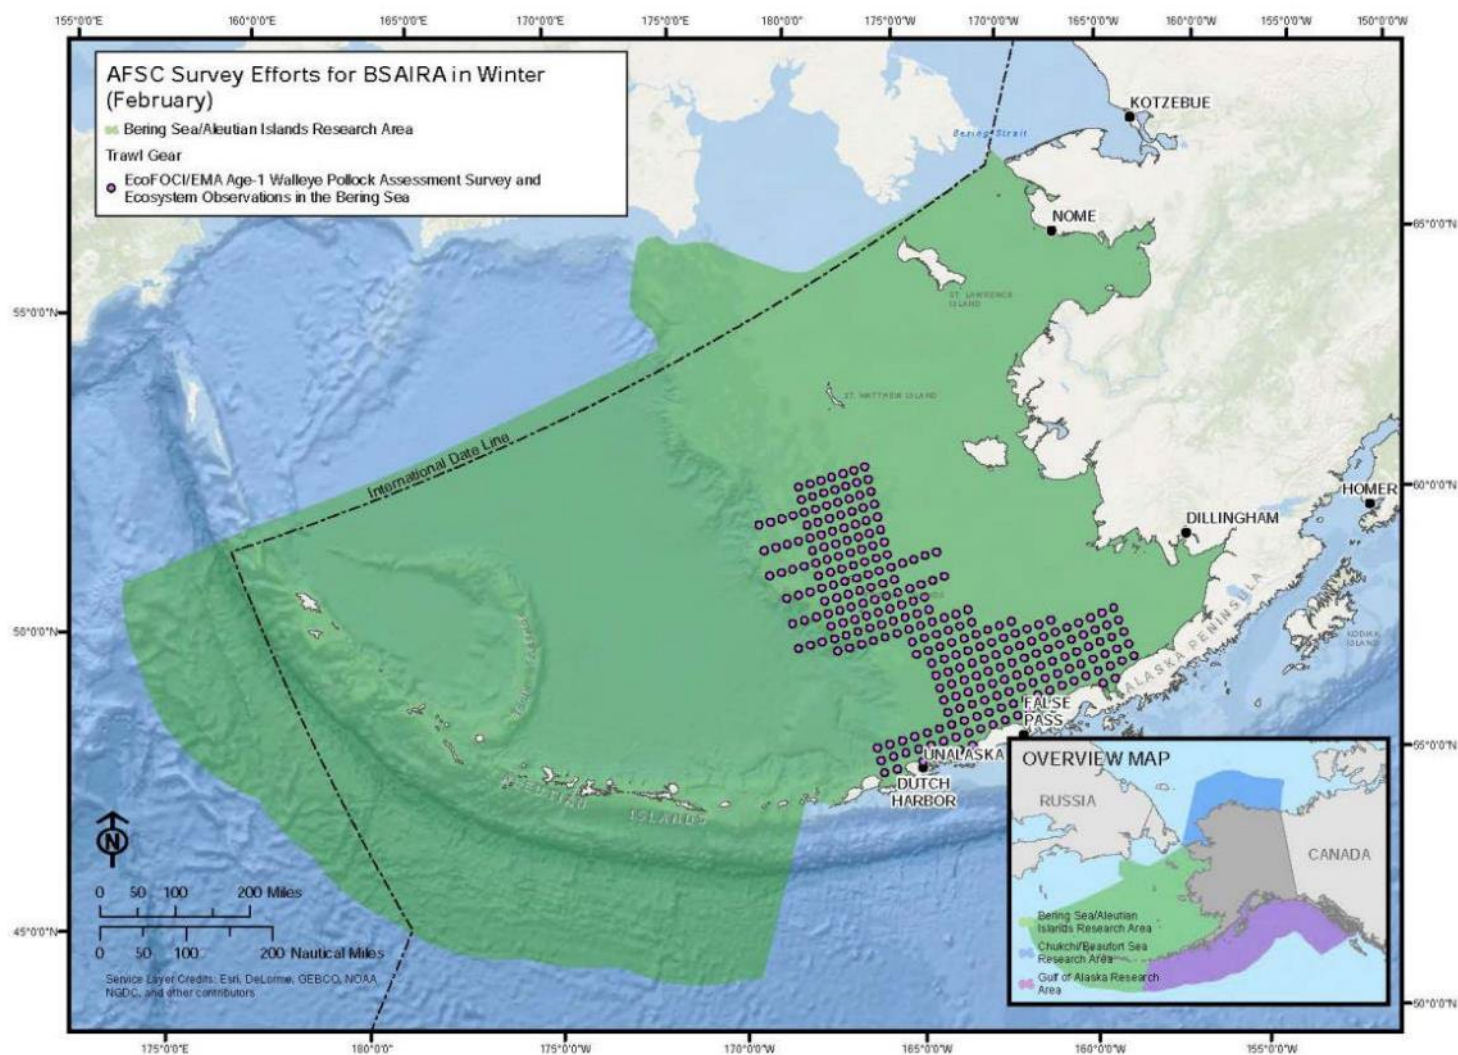 155°0'0"E
160°0'0"E
165°0'0"E
170°0'0"E
175°0'0"E
180°0'0"
175°0'0"W
170°0'0"W
165°0'0"W
160°0'0"W
155°0'0"W
150°0'0"W
AFSC Survey Efforts for BSAIRA in Winter
(February)
Bering Sea/Aleutian Islands Research Area
Trawl Gear
EcoFOCI/EMA Age-1 Walleye Pollock Assessment Survey and
Ecosystem Observations in the Bering Sea
KOTZEBUE
Bering Strait
NOME
65°0'0"N
ST. LAWRENCE
ISLAND
55°0'0"N
ST. MATTHEW ISLAND
International Date Line
60°0'0"N
HOMER
DILLINGHAM
50°0'0"N
KODIAK
ISLAND
ALASKA PENINSULA
FALSE
PASS
55°0'0"N
UNALASKA
DUTCH
HARBOR
ALEUTIAN
ISLANDS
N
0 50 100 200 Miles
0 50 100 200 Nautical Miles
45°0'0"N
Service Layer Credits: Esri, DeLorme, GEBCO, NOAA
NGDC, and other contributors
OVERVIEW MAP
RUSSIA
CANADA
Bering Sea/Aleutian
Islands Research Area
Chukchi/Beaufort Sea
Research Area
Gulf of Alaska Research
Area
50°0'0"N
175°0'0"E
180°0'0"
175°0'0"W
170°0'0"W
165°0'0"W
160°0'0"W
155°0'0"W